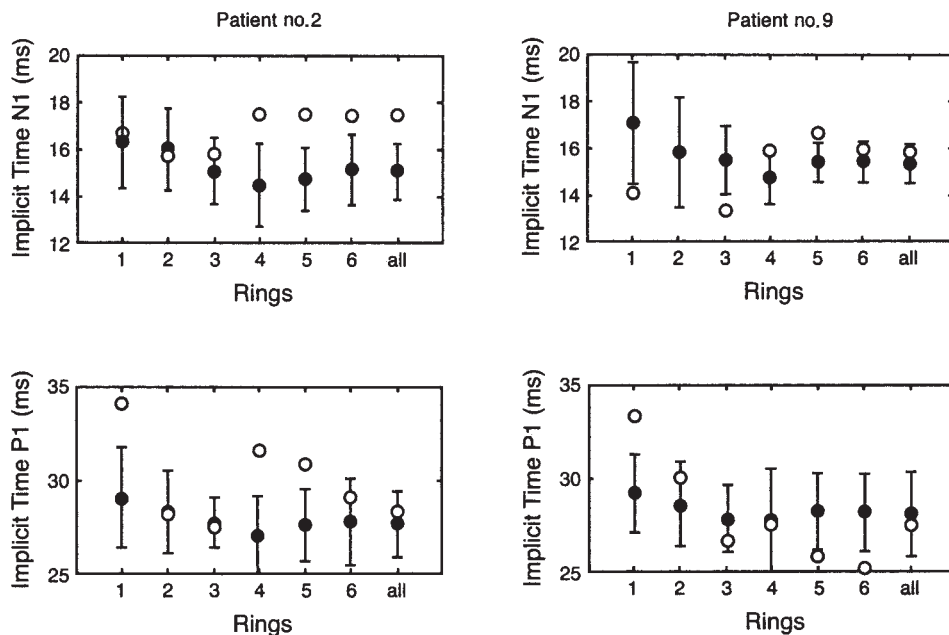 Patient no.2
Patient no.9
Implicit Time N1 (ms)
20
18
16
14
12
1 2 3 4 5 6 all
Rings
Implicit Time N1 (ms)
20
18
16
14
12
1 2 3 4 5 6 all
Rings
Implicit Time P1 (ms)
35
30
25
1 2 3 4 5 6 all
Rings
Implicit Time P1 (ms)
35
30
25
1 2 3 4 5 6 all
Rings